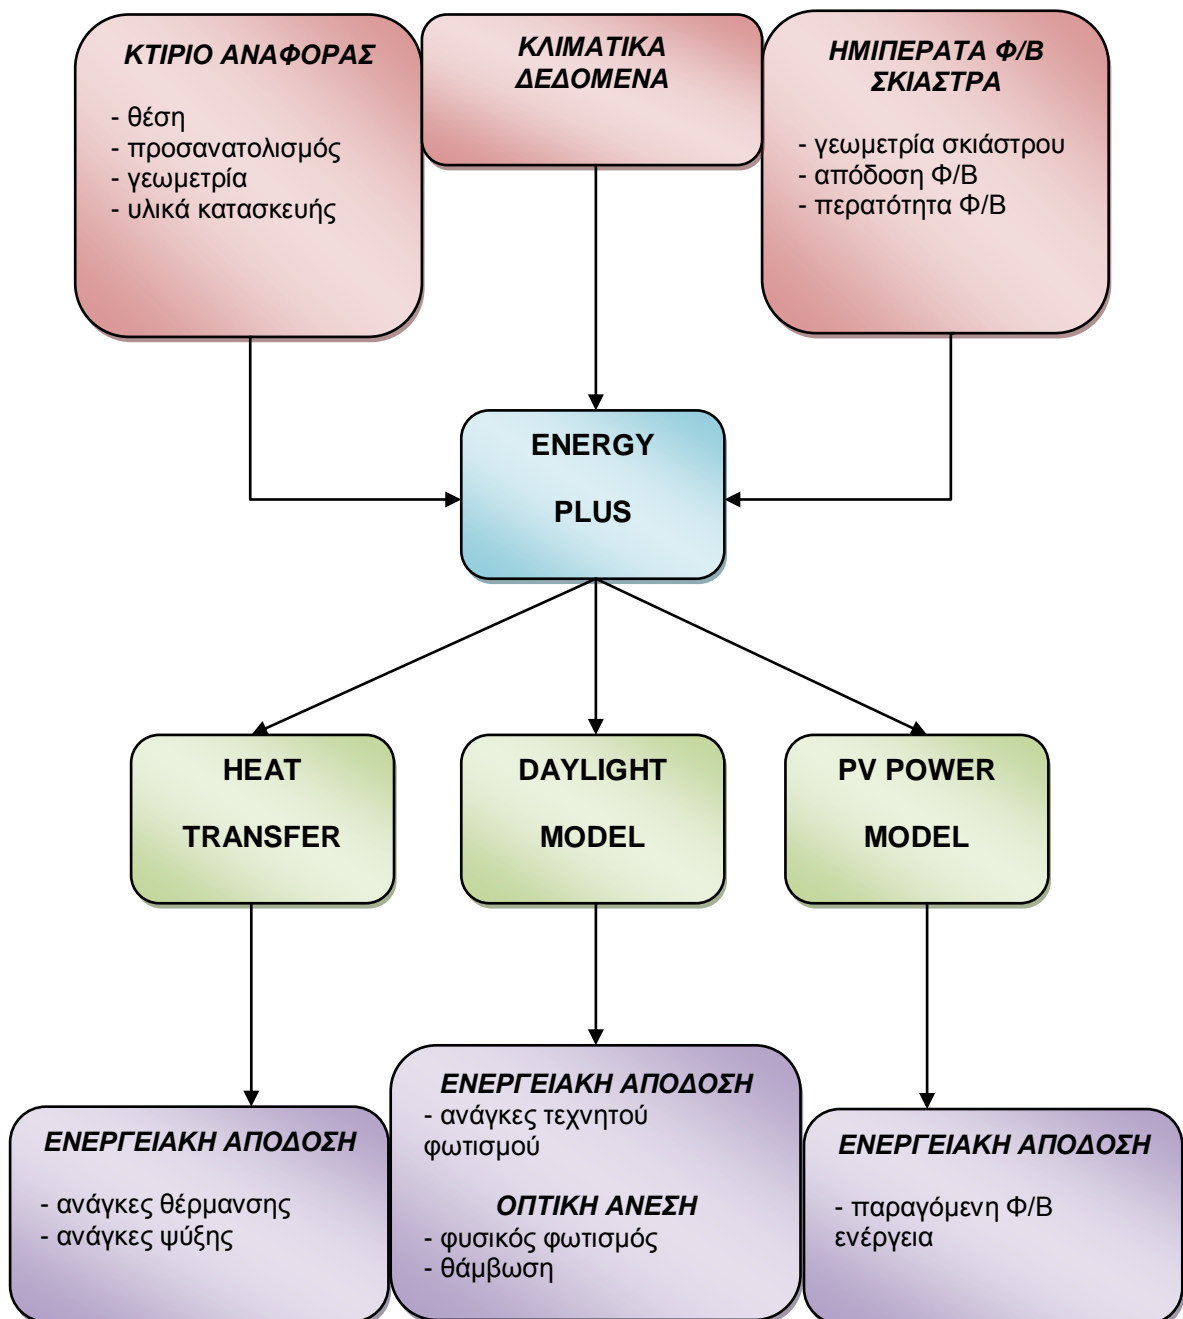 ΚΤΙΡΙΟ ΑΝΑΦΟΡΑΣ
- θέση
- προσανατολισμός
- γεωμετρία
- υλικά κατασκευής
ΚΛΙΜΑΤΙΚΑ
ΔΕΔΟΜΕΝΑ
ΗΜΙΠΕΡΑΤΑ Φ/Β
ΣΚΙΑΣΤΡΑ
- γεωμετρία σκιάστρου
- απόδοση Φ/Β
- περατότητα Φ/Β
ENERGY
PLUS
HEAT
TRANSFER
DAYLIGHT
MODEL
PV POWER
MODEL
ΕΝΕΡΓΕΙΑΚΗ ΑΠΟΔΟΣΗ
- ανάγκες θέρμανσης
- ανάγκες ψύξης
ΕΝΕΡΓΕΙΑΚΗ ΑΠΟΔΟΣΗ
- ανάγκες τεχνητού
φωτισμού
ΟΠΤΙΚΗ ΑΝΕΣΗ
- φυσικός φωτισμός
- θάμβωση
ΕΝΕΡΓΕΙΑΚΗ ΑΠΟΔΟΣΗ
- παραγόμενη Φ/Β
ενέργεια